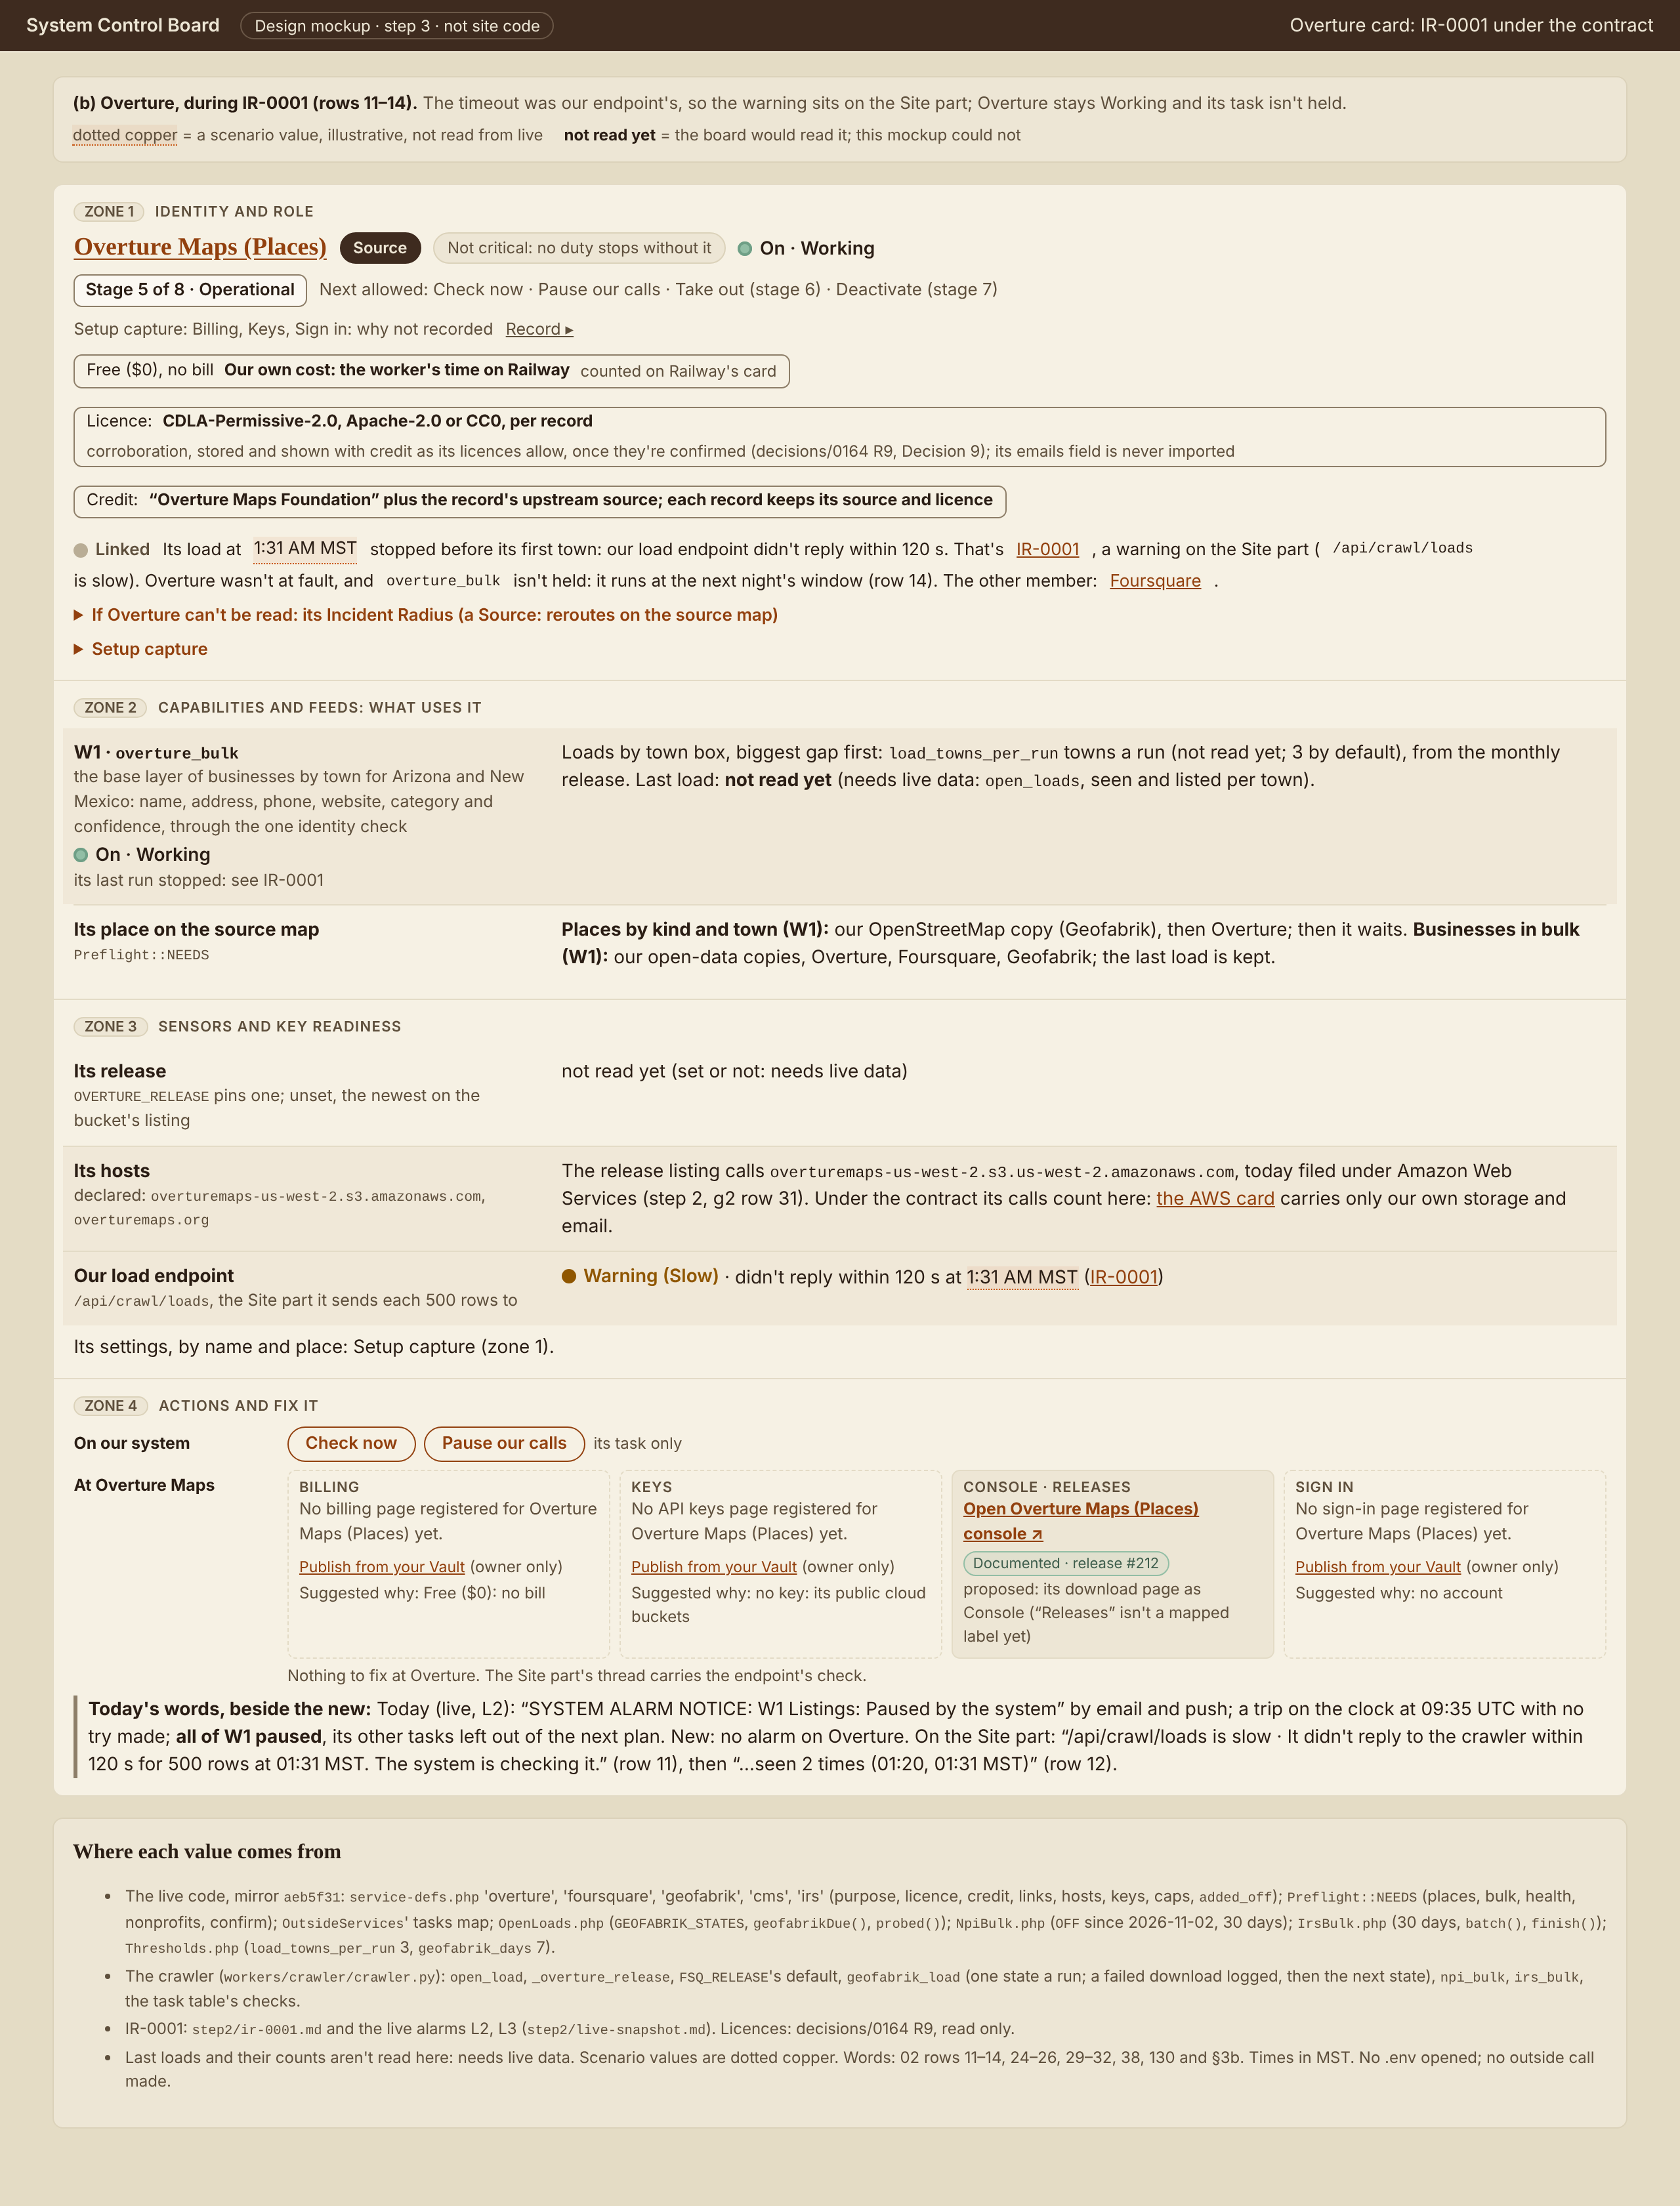 System Control Board
Design mockup · step 3 · not site code
Overture card: IR-0001 under the contract
(b) Overture, during IR-0001 (rows 11–14). The timeout was our endpoint's, so the warning sits on the Site part; Overture stays Working and its task isn't held.
dotted copper = a scenario value, illustrative, not read from live not read yet = the board would read it; this mockup could not
ZONE 1 IDENTITY AND ROLE
Overture Maps (Places) Source Not critical: no duty stops without it On · Working
Stage 5 of 8 · Operational Next allowed: Check now · Pause our calls · Take out (stage 6) · Deactivate (stage 7)
Setup capture: Billing, Keys, Sign in: why not recorded Record ▸
Free ($0), no bill Our own cost: the worker's time on Railway counted on Railway's card
Licence: CDLA-Permissive-2.0, Apache-2.0 or CC0, per record
corroboration, stored and shown with credit as its licences allow, once they're confirmed (decisions/0164 R9, Decision 9); its emails field is never imported
Credit: “Overture Maps Foundation” plus the record's upstream source; each record keeps its source and licence
Linked Its load at 1:31 AM MST stopped before its first town: our load endpoint didn't reply within 120 s. That's IR-0001 , a warning on the Site part ( /api/crawl/loads
is slow). Overture wasn't at fault, and overture_bulk isn't held: it runs at the next night's window (row 14). The other member: Foursquare .
▶ If Overture can't be read: its Incident Radius (a Source: reroutes on the source map)
▶ Setup capture
ZONE 2 CAPABILITIES AND FEEDS: WHAT USES IT
W1 · overture_bulk
the base layer of businesses by town for Arizona and New
Mexico: name, address, phone, website, category and
confidence, through the one identity check
On · Working
its last run stopped: see IR-0001
Loads by town box, biggest gap first: load_towns_per_run towns a run (not read yet; 3 by default), from the monthly
release. Last load: not read yet (needs live data: open_loads, seen and listed per town).
Its place on the source map
Preflight::NEEDS
Places by kind and town (W1): our OpenStreetMap copy (Geofabrik), then Overture; then it waits. Businesses in bulk
(W1): our open-data copies, Overture, Foursquare, Geofabrik; the last load is kept.
ZONE 3 SENSORS AND KEY READINESS
Its release
OVERTURE_RELEASE pins one; unset, the newest on the
bucket's listing
not read yet (set or not: needs live data)
Its hosts
declared: overturemaps-us-west-2.s3.amazonaws.com,
overturemaps.org
The release listing calls overturemaps-us-west-2.s3.us-west-2.amazonaws.com, today filed under Amazon Web
Services (step 2, g2 row 31). Under the contract its calls count here: the AWS card carries only our own storage and
email.
Our load endpoint
/api/crawl/loads, the Site part it sends each 500 rows to
Warning (Slow) · didn't reply within 120 s at 1:31 AM MST (IR-0001)
Its settings, by name and place: Setup capture (zone 1).
ZONE 4 ACTIONS AND FIX IT
On our system Check now Pause our calls its task only
At Overture Maps
BILLING
No billing page registered for Overture
Maps (Places) yet.
Publish from your Vault (owner only)
Suggested why: Free ($0): no bill
KEYS
No API keys page registered for
Overture Maps (Places) yet.
Publish from your Vault (owner only)
Suggested why: no key: its public cloud
buckets
CONSOLE · RELEASES
Open Overture Maps (Places)
console ↗
Documented · release #212
proposed: its download page as
Console (“Releases” isn't a mapped
label yet)
SIGN IN
No sign-in page registered for
Overture Maps (Places) yet.
Publish from your Vault (owner only)
Suggested why: no account
Nothing to fix at Overture. The Site part's thread carries the endpoint's check.
Today's words, beside the new: Today (live, L2): “SYSTEM ALARM NOTICE: W1 Listings: Paused by the system” by email and push; a trip on the clock at 09:35 UTC with no
try made; all of W1 paused, its other tasks left out of the next plan. New: no alarm on Overture. On the Site part: “/api/crawl/loads is slow · It didn't reply to the crawler within
120 s for 500 rows at 01:31 MST. The system is checking it.” (row 11), then “…seen 2 times (01:20, 01:31 MST)” (row 12).
Where each value comes from
• The live code, mirror aeb5f31: service-defs.php 'overture', 'foursquare', 'geofabrik', 'cms', 'irs' (purpose, licence, credit, links, hosts, keys, caps, added_off); Preflight::NEEDS (places, bulk, health,
nonprofits, confirm); OutsideServices' tasks map; OpenLoads.php (GEOFABRIK_STATES, geofabrikDue(), probed()); NpiBulk.php (OFF since 2026-11-02, 30 days); IrsBulk.php (30 days, batch(), finish());
Thresholds.php (load_towns_per_run 3, geofabrik_days 7).
• The crawler (workers/crawler/crawler.py): open_load, _overture_release, FSQ_RELEASE's default, geofabrik_load (one state a run; a failed download logged, then the next state), npi_bulk, irs_bulk,
the task table's checks.
• IR-0001: step2/ir-0001.md and the live alarms L2, L3 (step2/live-snapshot.md). Licences: decisions/0164 R9, read only.
• Last loads and their counts aren't read here: needs live data. Scenario values are dotted copper. Words: 02 rows 11–14, 24–26, 29–32, 38, 130 and §3b. Times in MST. No .env opened; no outside call
made.